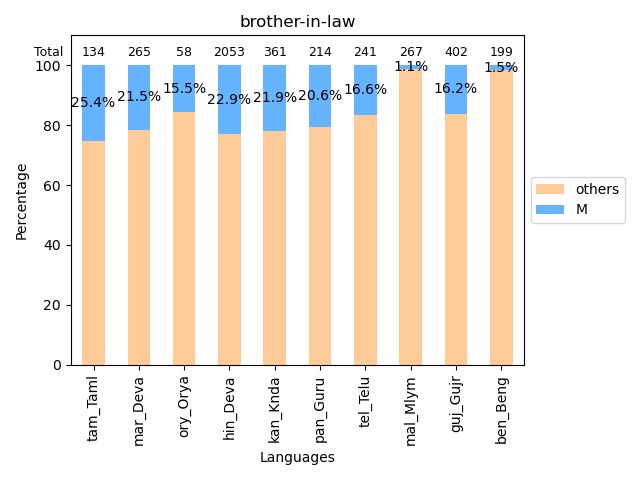 brother-in-law
Total 134 265 58 2053 361 214 241 267 402 199
100
80
60
40
20
0
Percentage
25.4% 21.5% 15.5% 22.9% 21.9% 20.6% 16.6% 1.1% 16.2% 1.5%
others
M
tam_Taml mar_Deva ory_Orya hin_Deva kan_Knda pan_Guru tel_Telu mal_Mlym guj_Gujr ben_Beng
Languages